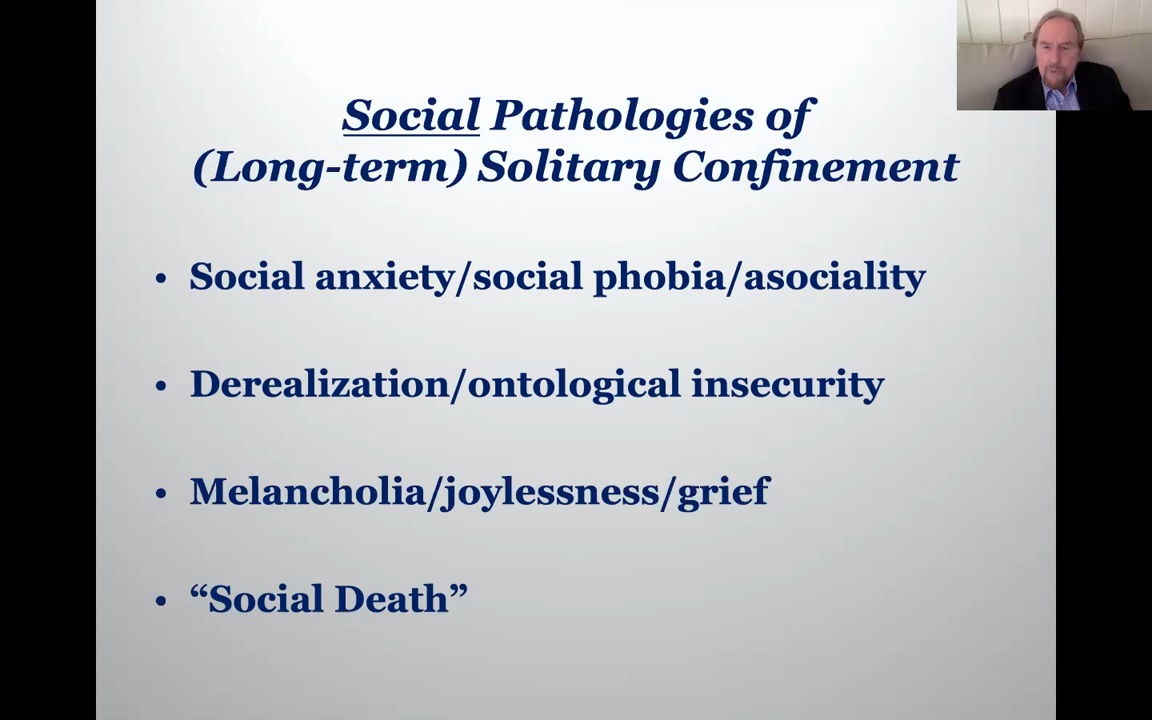 Social Pathologies of
(Long-term) Solitary Confinement
• Social anxiety/social phobia/asociality
• Derealization/ontological insecurity
• Melancholia/joylessness/grief
• “Social Death”